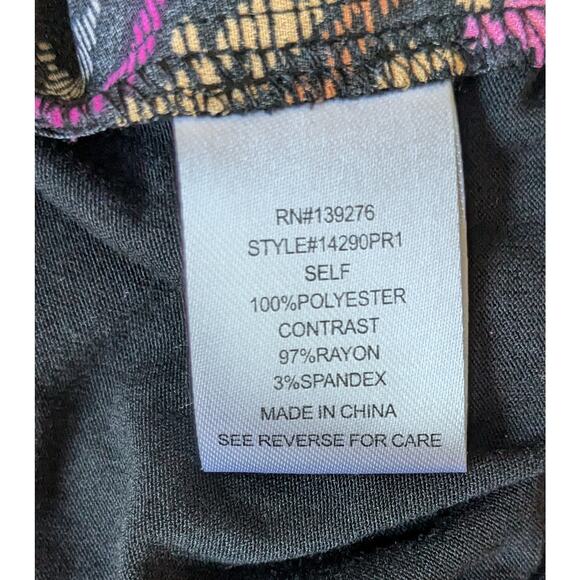 RN#139276
STYLE#14290PR1
SELF
100%POLYESTER
CONTRAST
97%RAYON
3%SPANDEX
MADE IN CHINA
SEE REVERSE FOR CARE